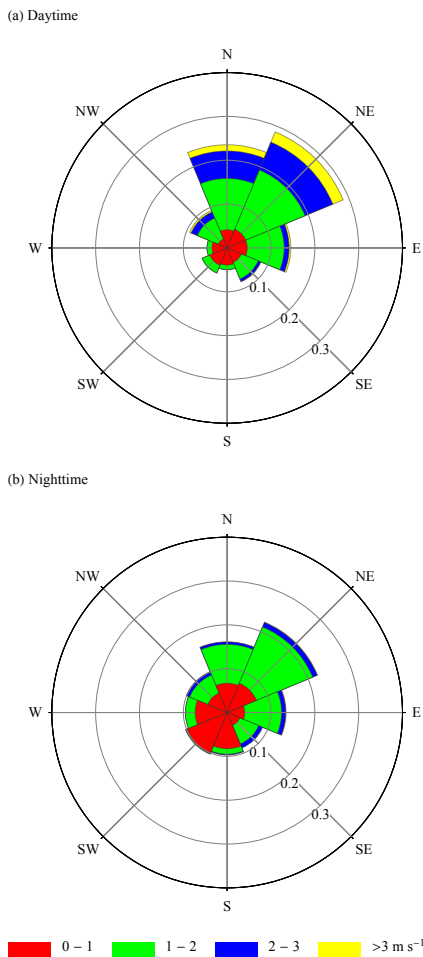 (a) Daytime
N
NW
NE
W
E
0.1
0.2
0.3
SW
SE
S
(b) Nighttime
N
NW
NE
W
E
0.1
0.2
0.3
SW
SE
S
0 − 1 1 − 2 2 − 3 >3 m s⁻¹